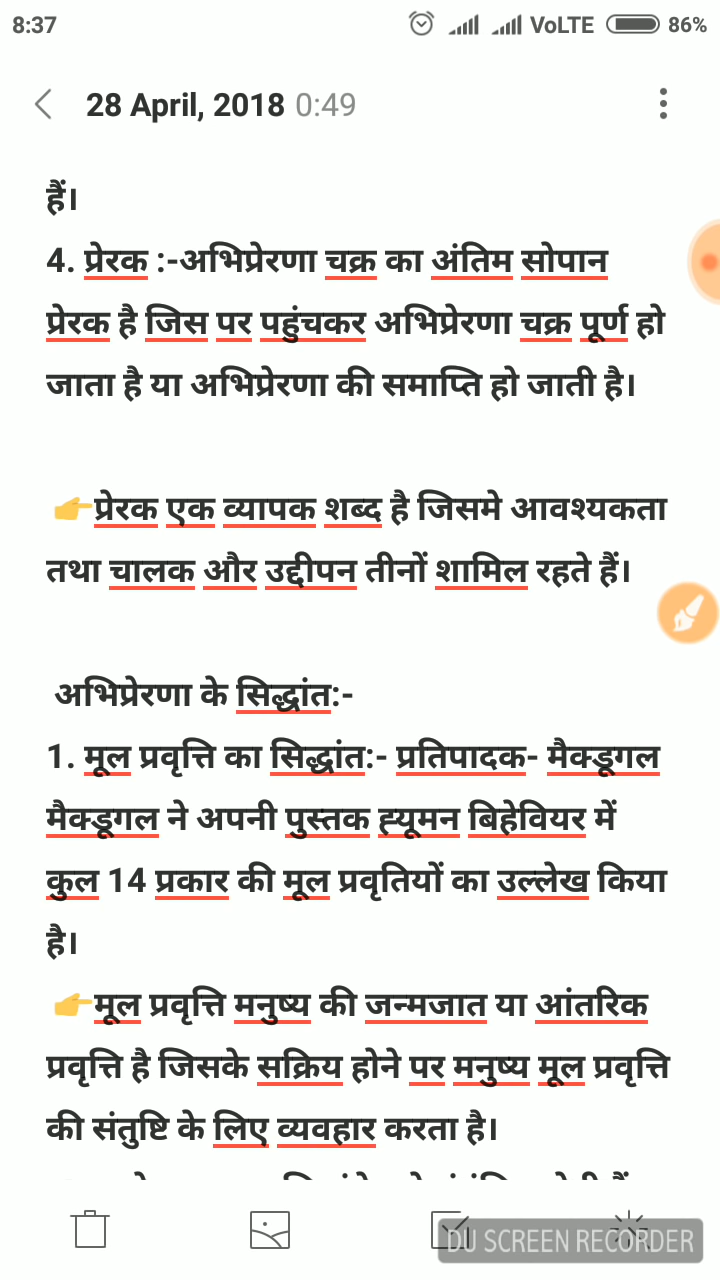 8:37 VoLTE 86%
28 April, 2018 0:49
हैं।
4. प्रेरक :-अभिप्रेरणा चक्र का अंतिम सोपान
प्रेरक है जिस पर पहुंचकर अभिप्रेरणा चक्र पूर्ण हो
जाता है या अभिप्रेरणा की समाप्ति हो जाती है।
👉प्रेरक एक व्यापक शब्द है जिसमे आवश्यकता
तथा चालक और उद्दीपन तीनों शामिल रहते हैं।
अभिप्रेरणा के सिद्धांत:-
1. मूल प्रवृत्ति का सिद्धांत:- प्रतिपादक- मैक्डूगल
मैक्डूगल ने अपनी पुस्तक ह्यूमन बिहेवियर में
कुल 14 प्रकार की मूल प्रवृतियों का उल्लेख किया
है।
👉मूल प्रवृत्ति मनुष्य की जन्मजात या आंतरिक
प्रवृत्ति है जिसके सक्रिय होने पर मनुष्य मूल प्रवृत्ति
की संतुष्टि के लिए व्यवहार करता है।
DU SCREEN RECORDER